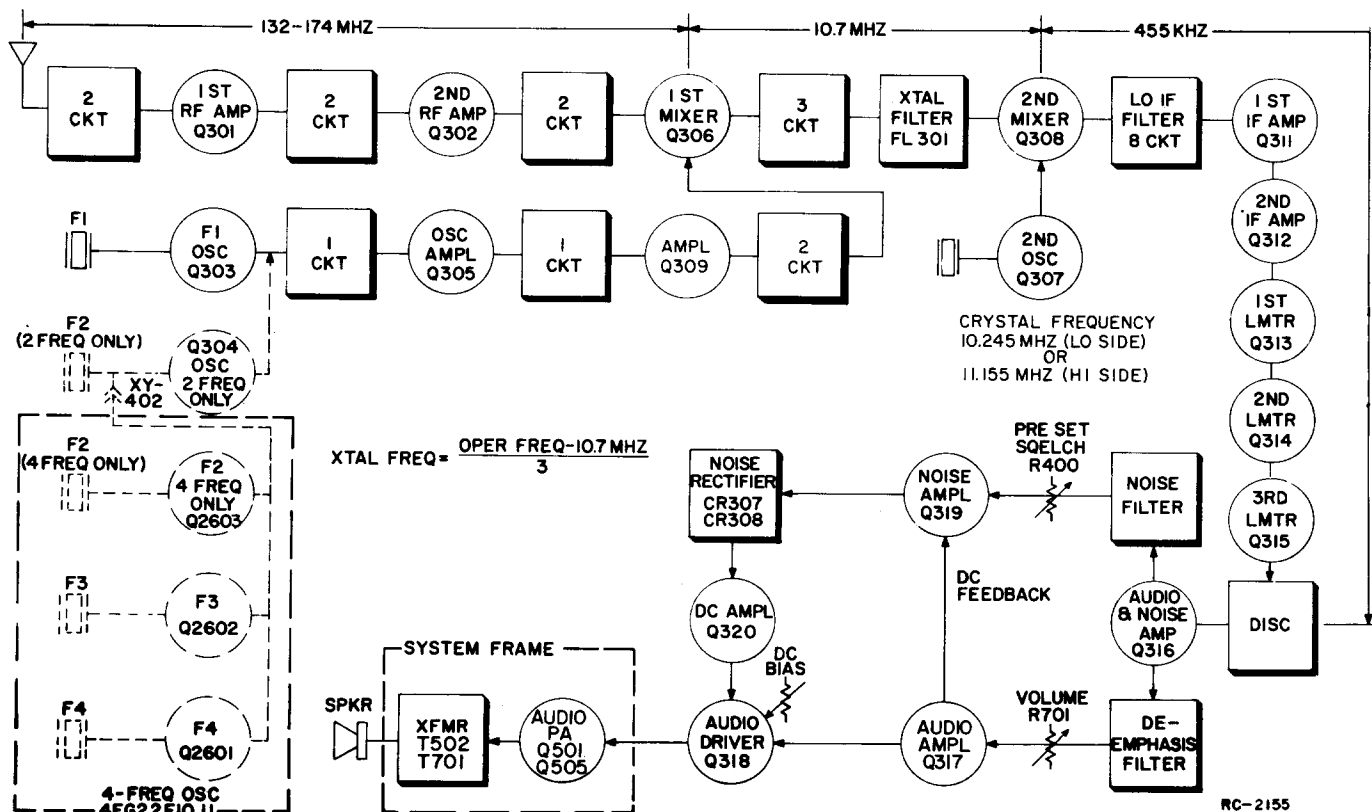 132-174 MHZ
10.7 MHZ
455 KHZ
2
CKT
1ST
RF AMP
Q301
2
CKT
2ND
RF AMP
Q302
2
CKT
1ST
MIXER
Q306
3
CKT
XTAL
FILTER
FL 301
2ND
MIXER
Q308
LO IF
FILTER
8 CKT
1 ST
IF AMP
Q311
F1
F1
OSC
Q303
1
CKT
OSC
AMPL
Q305
1
CKT
AMPL
Q309
2
CKT
2ND
OSC
Q307
2ND
IF AMP
Q312
CRYSTAL FREQUENCY
10.245 MHZ (LO SIDE)
OR
11.155 MHZ (HI SIDE)
1ST
LMTR
Q313
F2
(2 FREQ ONLY)
Q304
OSC
2 FREQ
ONLY
XY-
402
2ND
LMTR
Q314
F2
(4 FREQ ONLY)
F2
4 FREQ
ONLY
Q2603
XTAL FREQ= OPER FREQ-10.7 MHZ
3
NOISE
RECTIFIER
CR307
CR308
NOISE
AMPL
Q319
PRE SET
SQELCH
R400
NOISE
FILTER
3RD
LMTR
Q315
F3
F3
Q2602
DC AMPL
Q320
DC
FEEDBACK
AUDIO
& NOISE
AMP
Q316
DISC
F4
F4
Q2601
SYSTEM FRAME
SPKR
XFMR
T502
T701
AUDIO
PA
Q501
Q505
DC
BIAS
AUDIO
DRIVER
Q318
AUDIO
AMPL
Q317
VOLUME
R701
DE-
EMPHASIS
FILTER
4-FREQ OSC
RC-2155